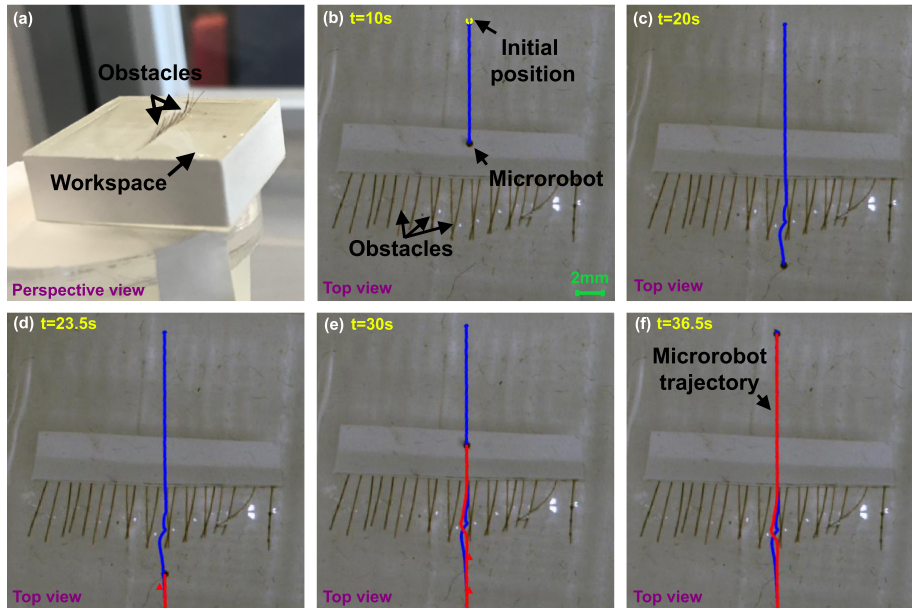 (a)
Obstacles
Workspace
Perspective view
(b) t=10s
Initial
position
Microrobot
Obstacles
2mm
Top view
(c) t=20s
Top view
(d) t=23.5s
Top view
(e) t=30s
Top view
(f) t=36.5s
Microrobot
trajectory
Top view